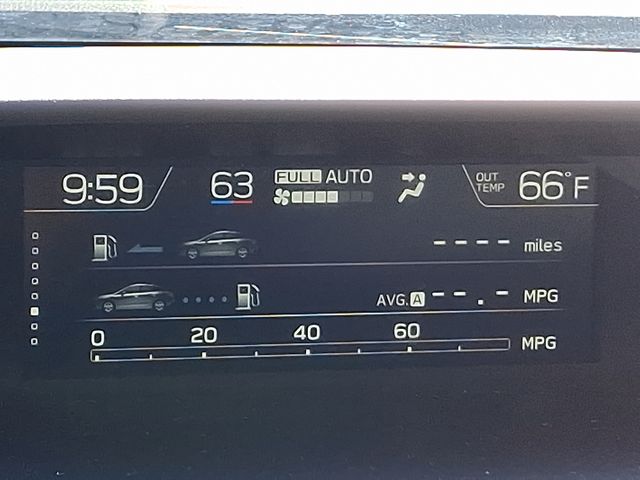 9:59 63 FULL AUTO OUT TEMP 66°F
---- miles
AVG. A --.- MPG
0 20 40 60
MPG